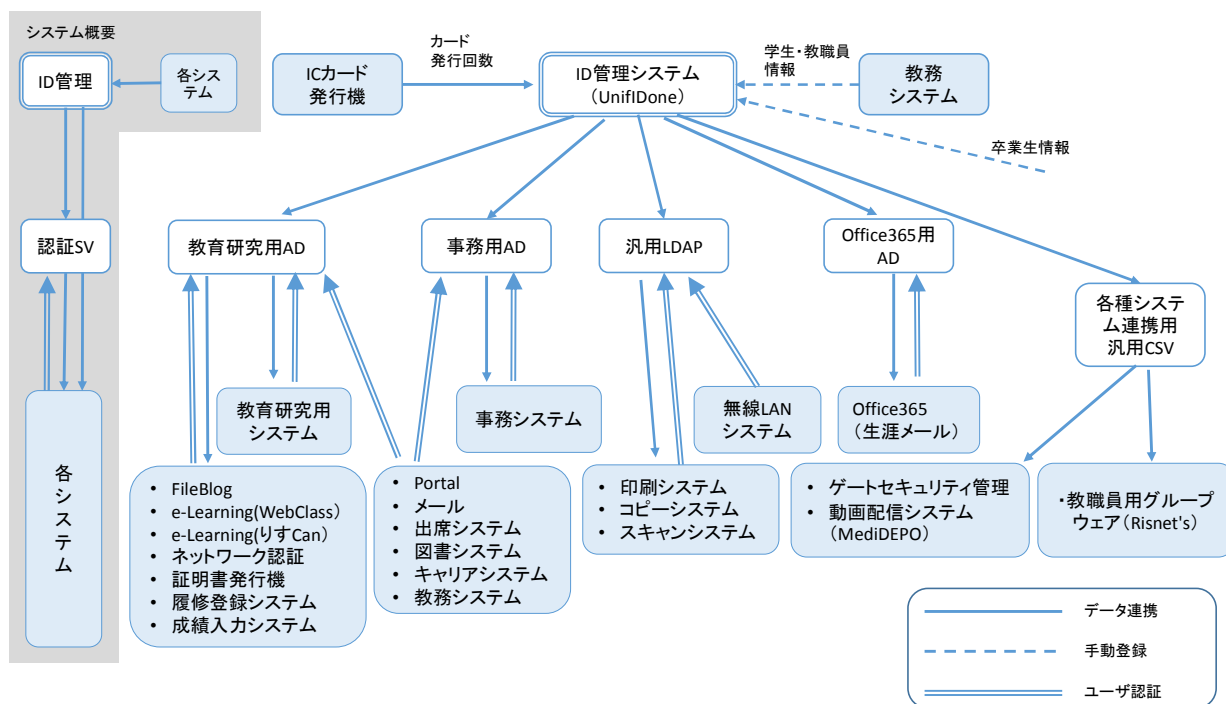 システム概要
ID管理
各シス
テム
認証SV
各
シ
ス
テ
ム
ICカード
発行機
カード
発行回数
ID管理システム
（UnifIDone）
学生・教職員
情報
教務
システム
卒業生情報
教育研究用AD
事務用AD
汎用LDAP
Office365用
AD
各種システ
ム連携用
汎用CSV
教育研究用
システム
事務システム
無線LAN
システム
Office365
（生涯メール）
• FileBlog
• e-Learning(WebClass）
• e-Learning(りすCan）
• ネットワーク認証
• 証明書発行機
• 履修登録システム
• 成績入力システム
• Portal
• メール
• 出席システム
• 図書システム
• キャリアシステム
• 教務システム
• 印刷システム
• コピーシステム
• スキャンシステム
• ゲートセキュリティ管理
• 動画配信システム
（MediDEPO）
・教職員用グループ
ウェア（Risnet's）
データ連携
手動登録
ユーザ認証